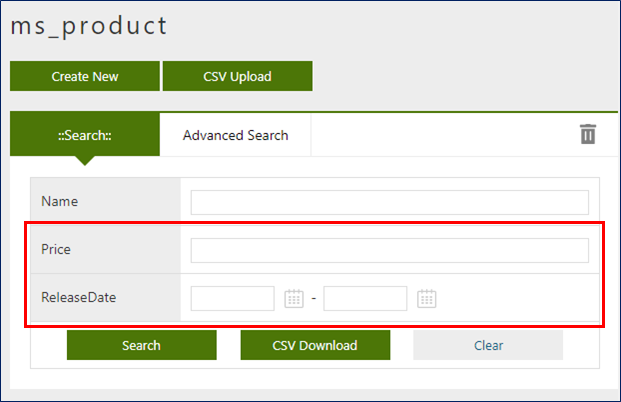 ms_product
Create New CSV Upload
::Search:: Advanced Search
Name
Price
ReleaseDate -
Search CSV Download Clear